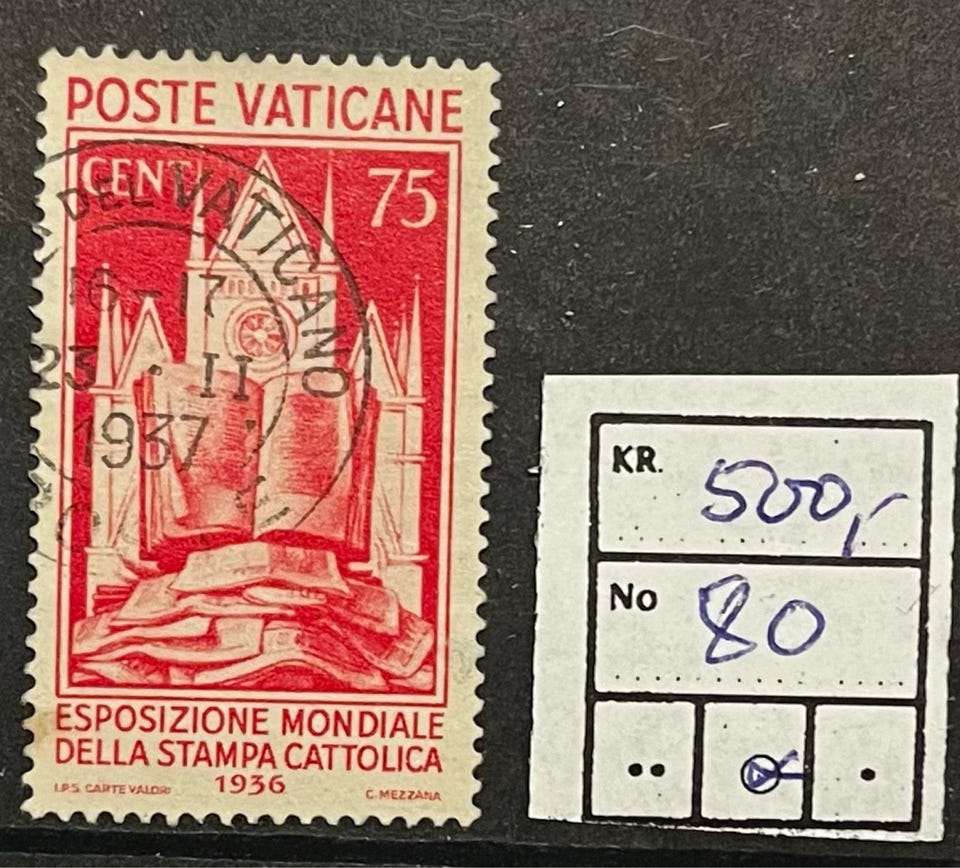 POSTE VATICANE
CENT 75
DEL VATICANO
16-17
23 · II
1937
ESPOSIZIONE MONDIALE
DELLA STAMPA CATTOLICA
1936
I.P.S. CARTE VALORI
C. MEZZANA
KR. 500,-
No 80